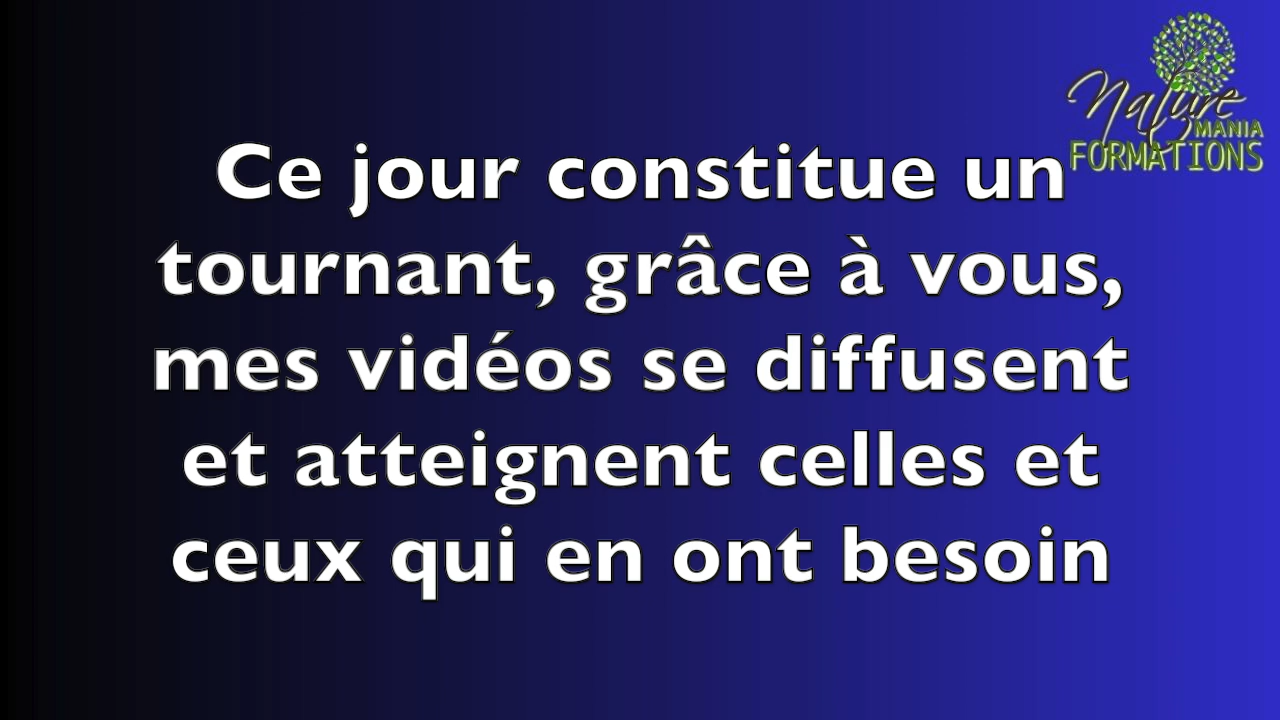 Nature
MANIA
FORMATIONS
Ce jour constitue un
tournant, grâce à vous,
mes vidéos se diffusent
et atteignent celles et
ceux qui en ont besoin